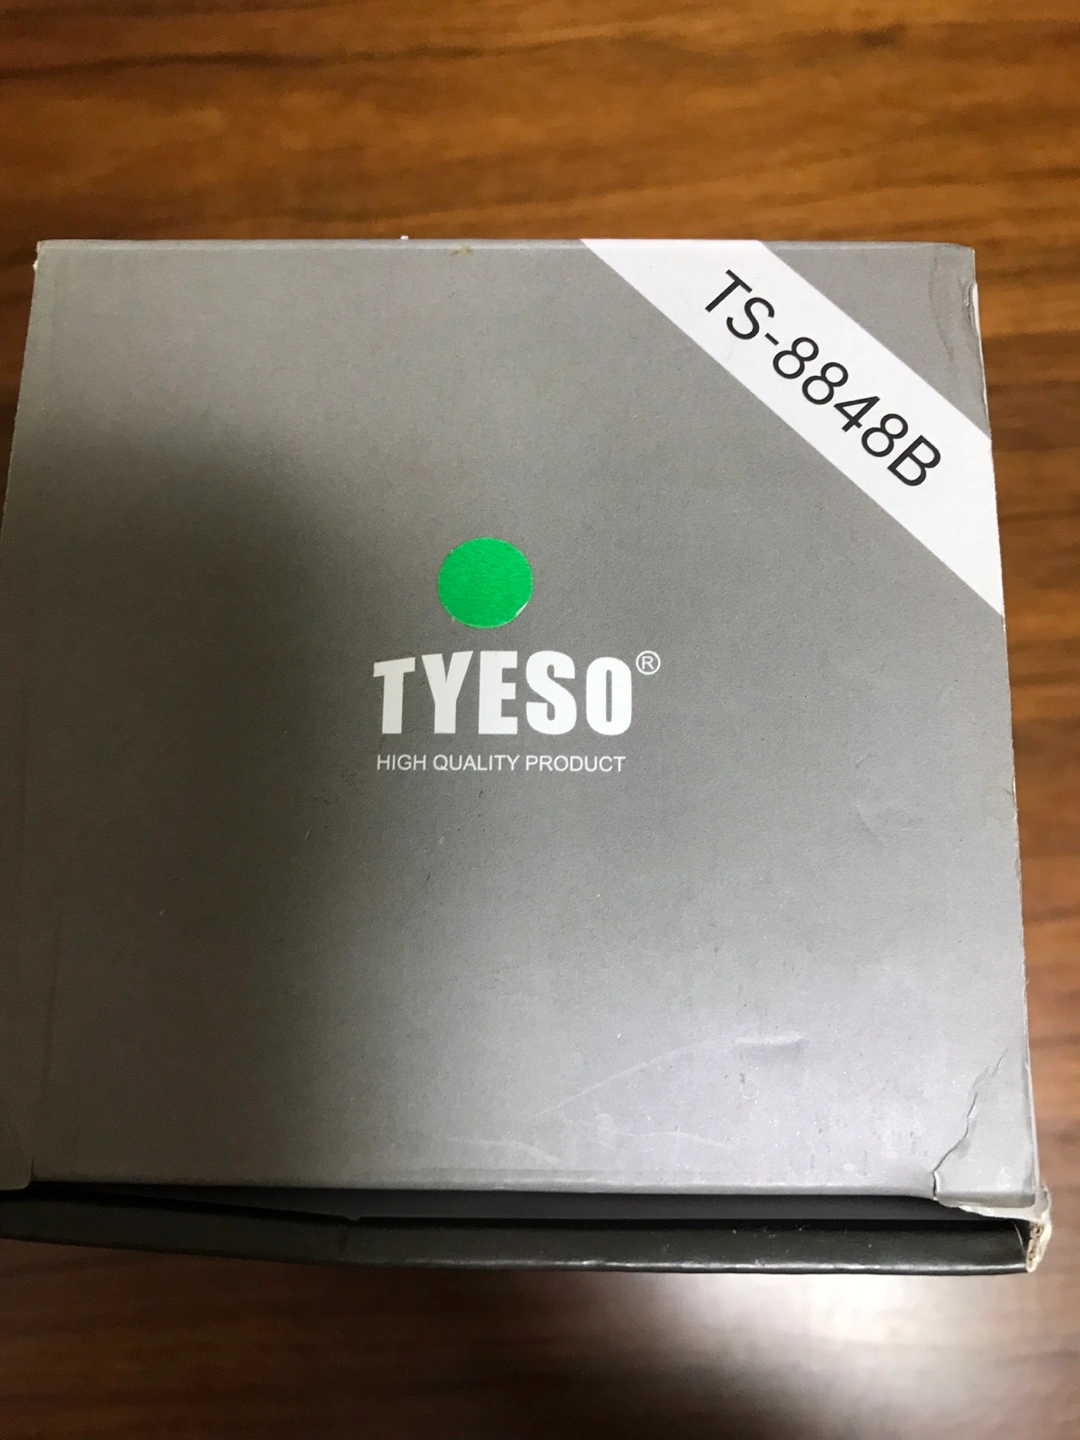 TS-8848B
TYESO®
HIGH QUALITY PRODUCT